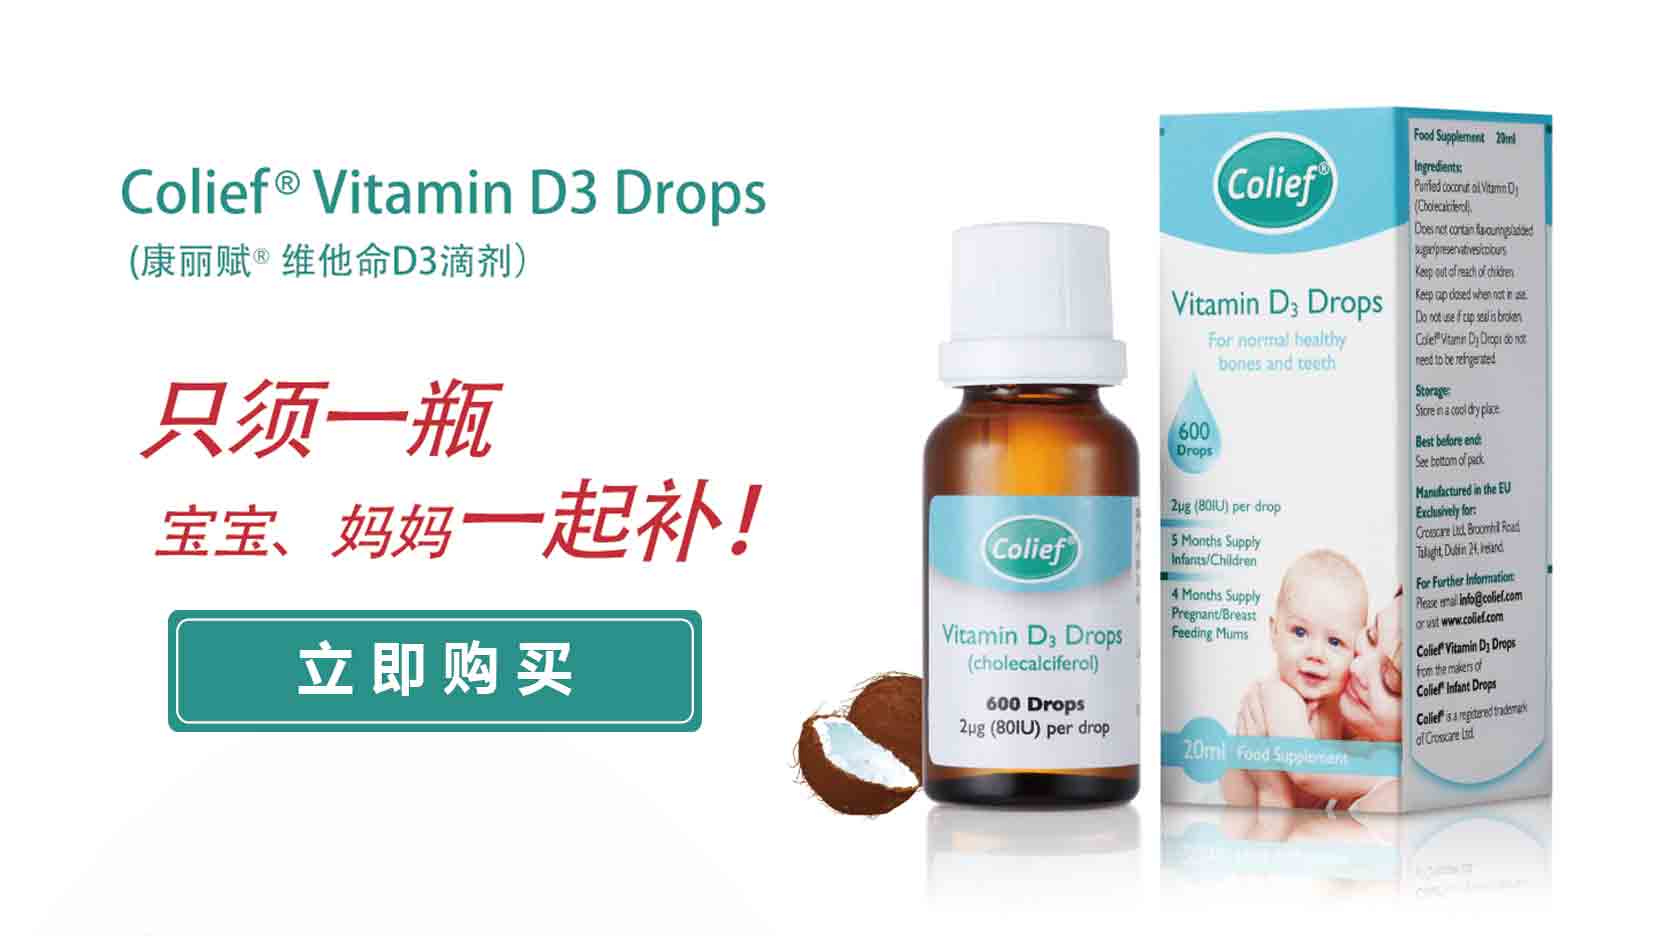 Colief® Vitamin D3 Drops
(康丽赋® 维他命D3滴剂)
只须一瓶
宝宝、妈妈一起补!
立即购买
Colief®
Vitamin D3 Drops
(cholecalciferol)
600 Drops
2µg (80IU) per drop
Colief®
Vitamin D3 Drops
For normal healthy
bones and teeth
600
Drops
2µg (80IU) per drop
5 Months Supply
Infants/Children
4 Months Supply
Pregnant/Breast
Feeding Mums
20ml Food Supplement
Food Supplement 20ml
Ingredients:
Purified coconut oil, Vitamin D3
(Cholecalciferol).
Does not contain flavourings/added
sugar/preservatives/colours.
Keep out of reach of children.
Keep cap closed when not in use.
Do not use if cap seal is broken.
Colief® Vitamin D3 Drops do not
need to be refrigerated.
Storage:
Store in a cool dry place.
Best before end:
See bottom of pack.
Manufactured in the EU
Exclusively for:
Crosscare Ltd, Broomhill Road,
Tallaght, Dublin 24, Ireland.
For Further Information:
Please email info@colief.com
or visit www.colief.com
Colief® Vitamin D3 Drops
from the makers of
Colief® Infant Drops
Colief® is a registered trademark
of Crosscare Ltd.